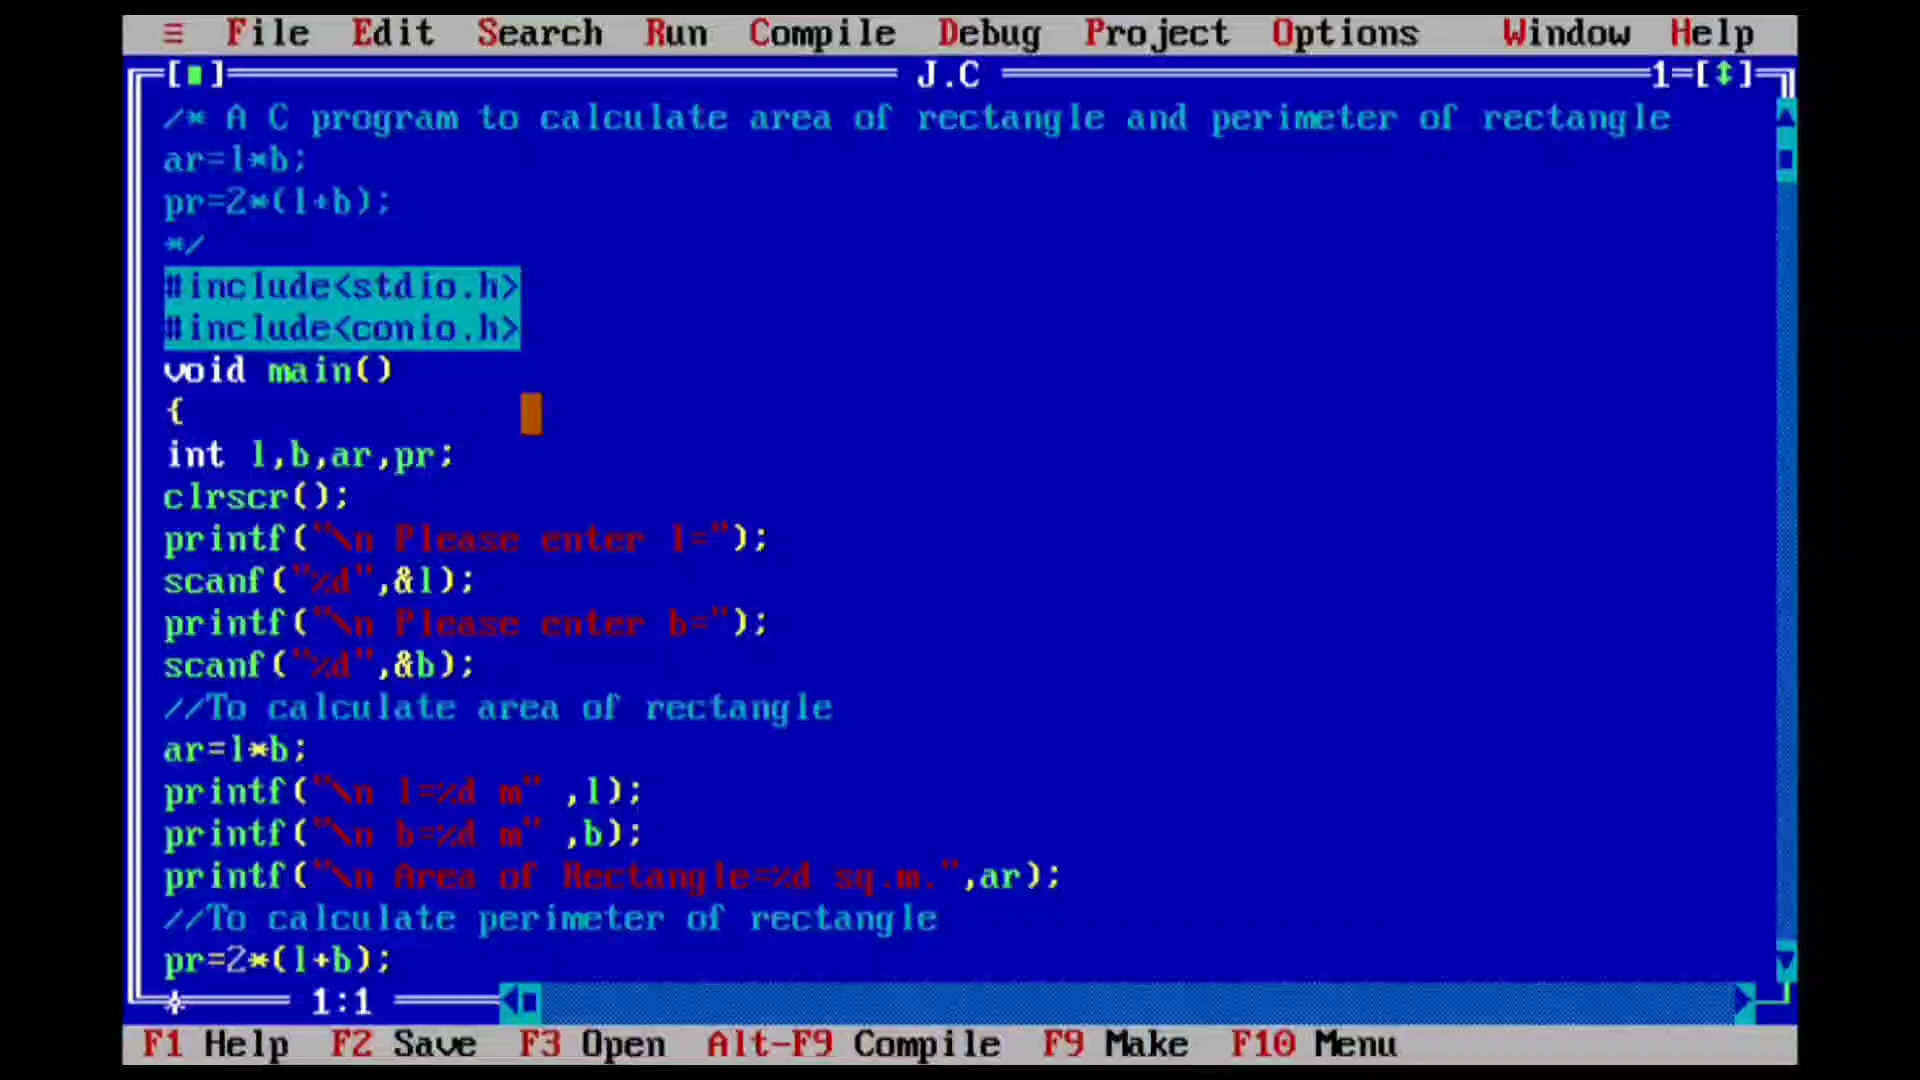 ≡ File Edit Search Run Compile Debug Project Options Window Help
[■] J.C 1=[↕]
/* A C program to calculate area of rectangle and perimeter of rectangle
ar=l*b;
pr=2*(l+b);
*/
#include<stdio.h>
#include<conio.h>
void main()
{
int l,b,ar,pr;
clrscr();
printf("\n Please enter l=");
scanf("%d",&l);
printf("\n Please enter b=");
scanf("%d",&b);
//To calculate area of rectangle
ar=l*b;
printf("\n l=%d m" ,l);
printf("\n b=%d m" ,b);
printf("\n Area of Rectangle=%d sq.m.",ar);
//To calculate perimeter of rectangle
pr=2*(l+b);
1:1
F1 Help F2 Save F3 Open Alt-F9 Compile F9 Make F10 Menu